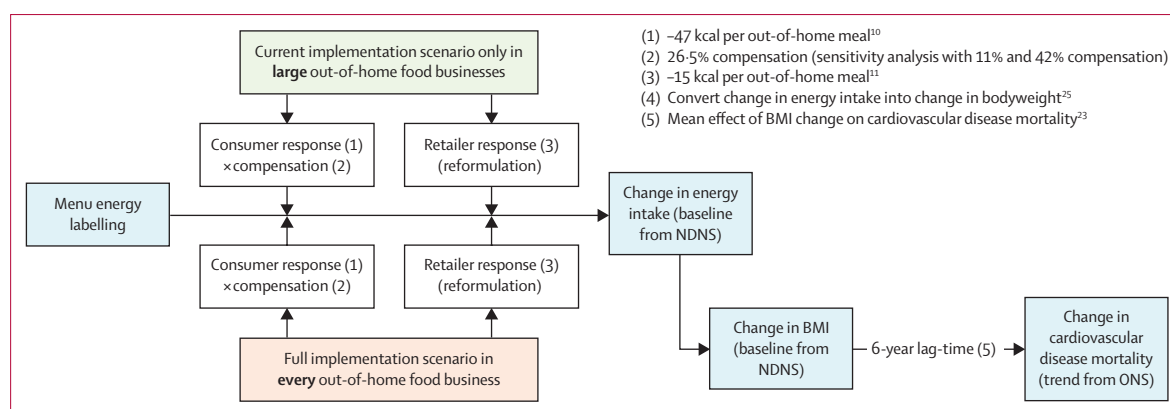 Current implementation scenario only in
large out-of-home food businesses
(1) –47 kcal per out-of-home meal¹⁰
(2) 26·5% compensation (sensitivity analysis with 11% and 42% compensation)
(3) –15 kcal per out-of-home meal¹¹
(4) Convert change in energy intake into change in bodyweight²⁵
(5) Mean effect of BMI change on cardiovascular disease mortality²³
Consumer response (1)
×compensation (2)
Retailer response (3)
(reformulation)
Menu energy
labelling
Change in energy
intake (baseline
from NDNS)
Consumer response (1)
×compensation (2)
Retailer response (3)
(reformulation)
Full implementation scenario in
every out-of-home food business
Change in BMI
(baseline from
NDNS)
6-year lag-time (5)
Change in
cardiovascular
disease mortality
(trend from ONS)